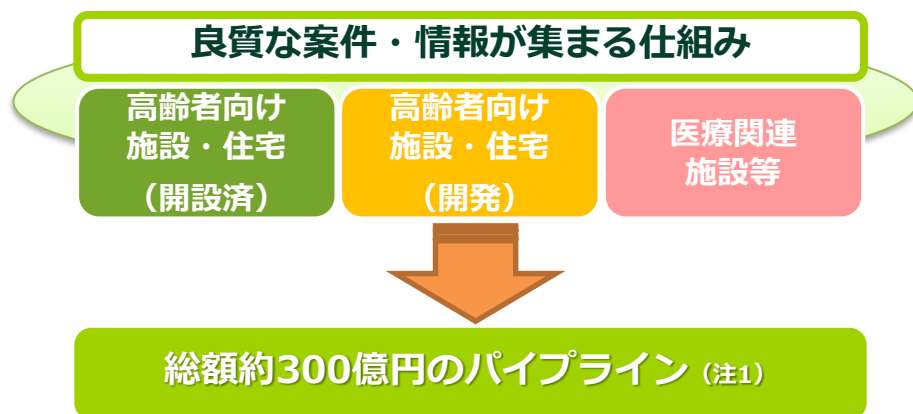 良質な案件・情報が集まる仕組み
高齢者向け
施設・住宅
（開設済）
高齢者向け
施設・住宅
（開発）
医療関連
施設等
総額約300億円のパイプライン（注1）